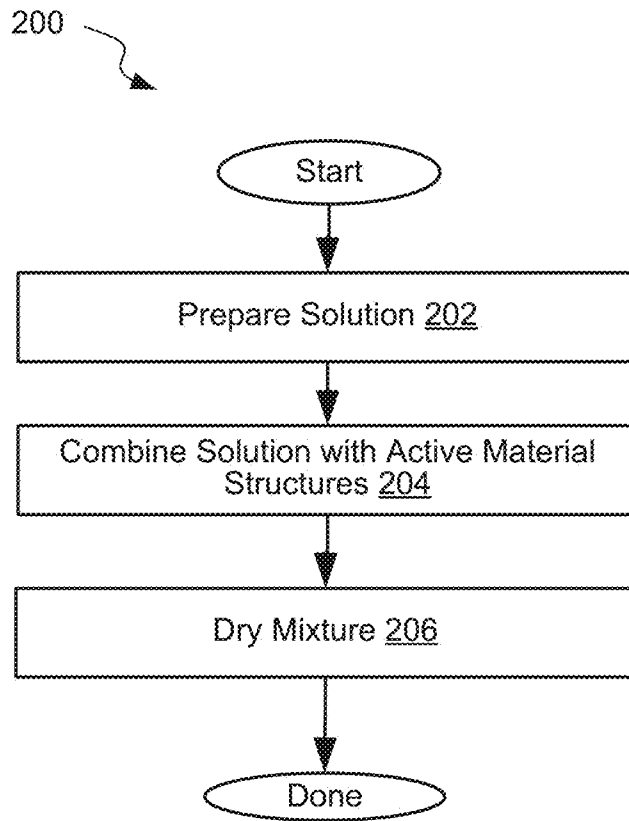 200
Start
Prepare Solution 202
Combine Solution with Active Material
Structures 204
Dry Mixture 206
Done